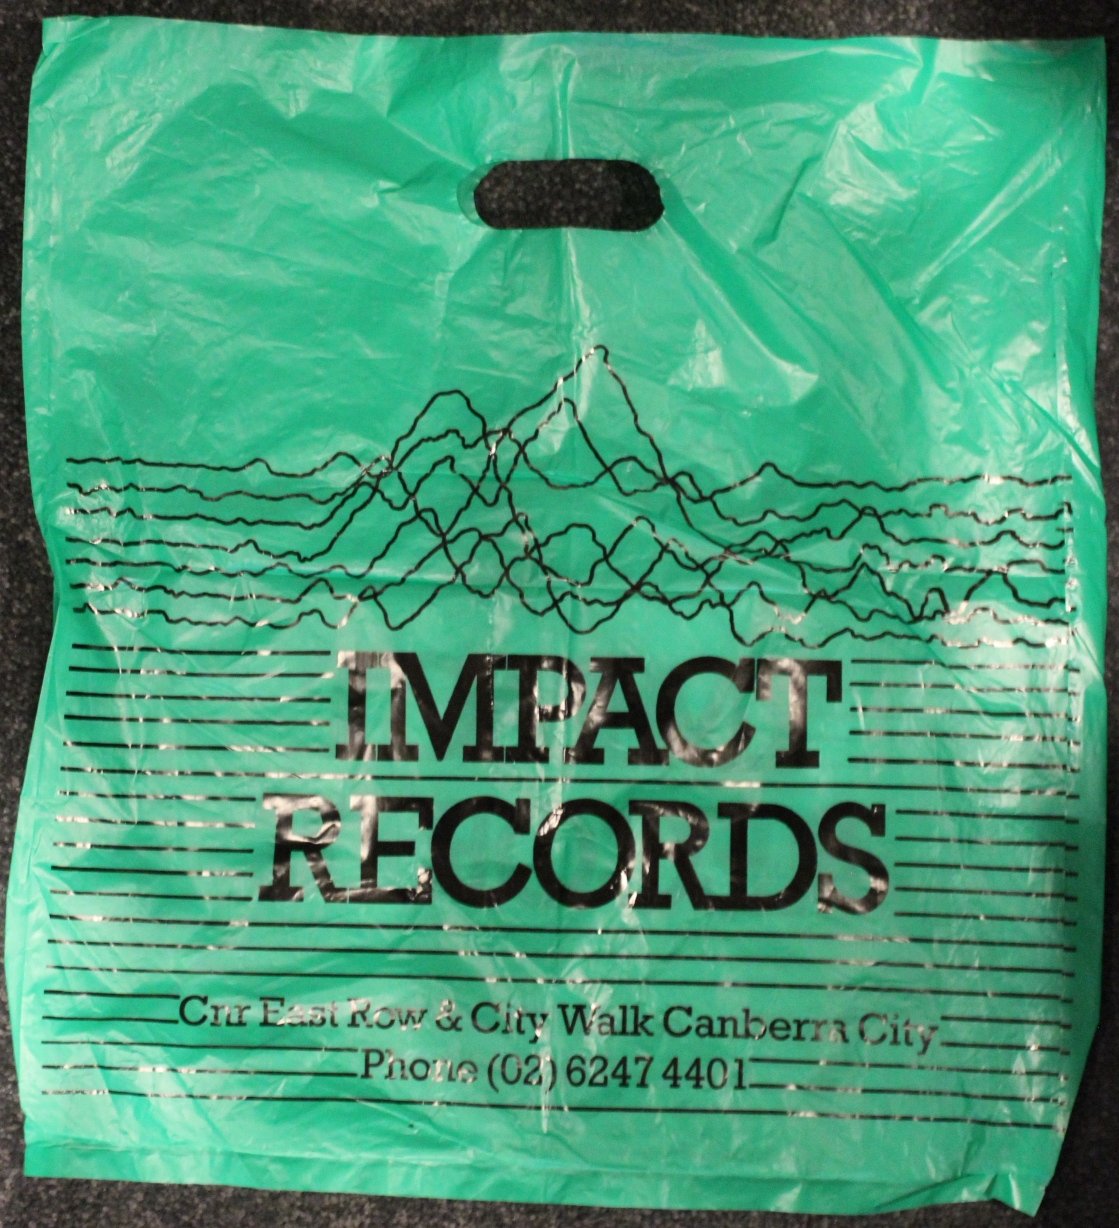 IMPACT
RECORDS
Cnr East Row & City Walk Canberra City
Phone (02) 6247 4401